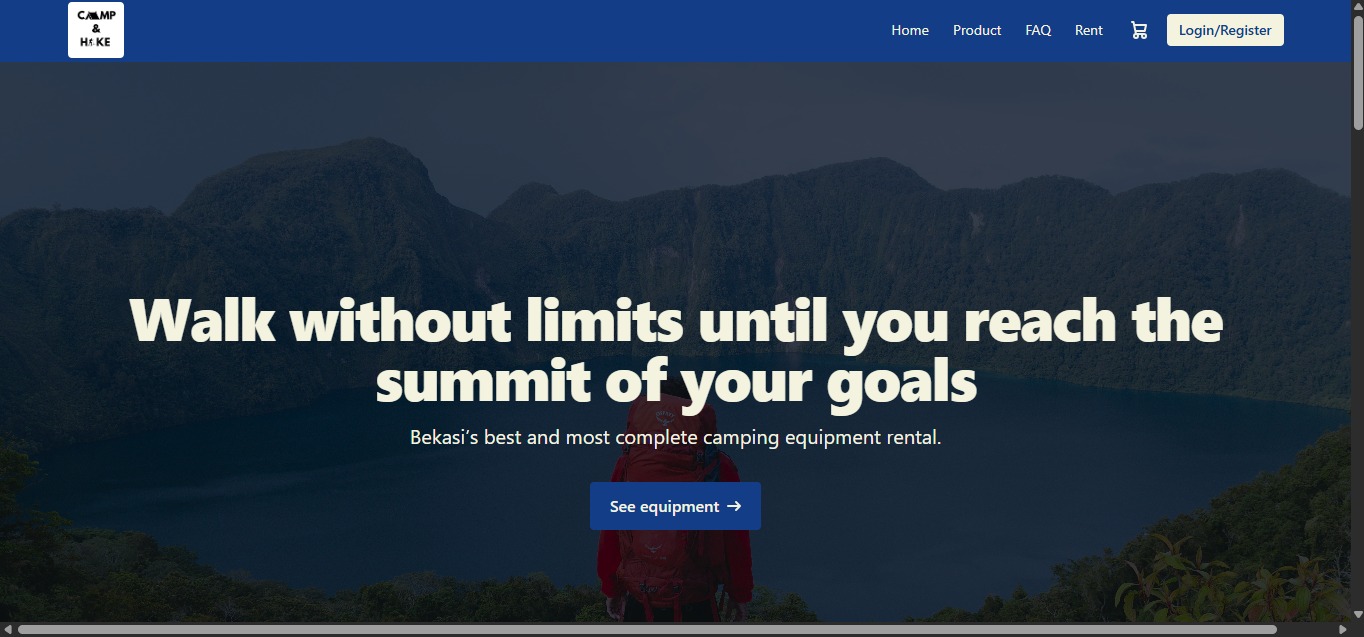 CAMP
&
HIKE
Home Product FAQ Rent Login/Register
Walk without limits until you reach the
summit of your goals
Bekasi’s best and most complete camping equipment rental.
See equipment →